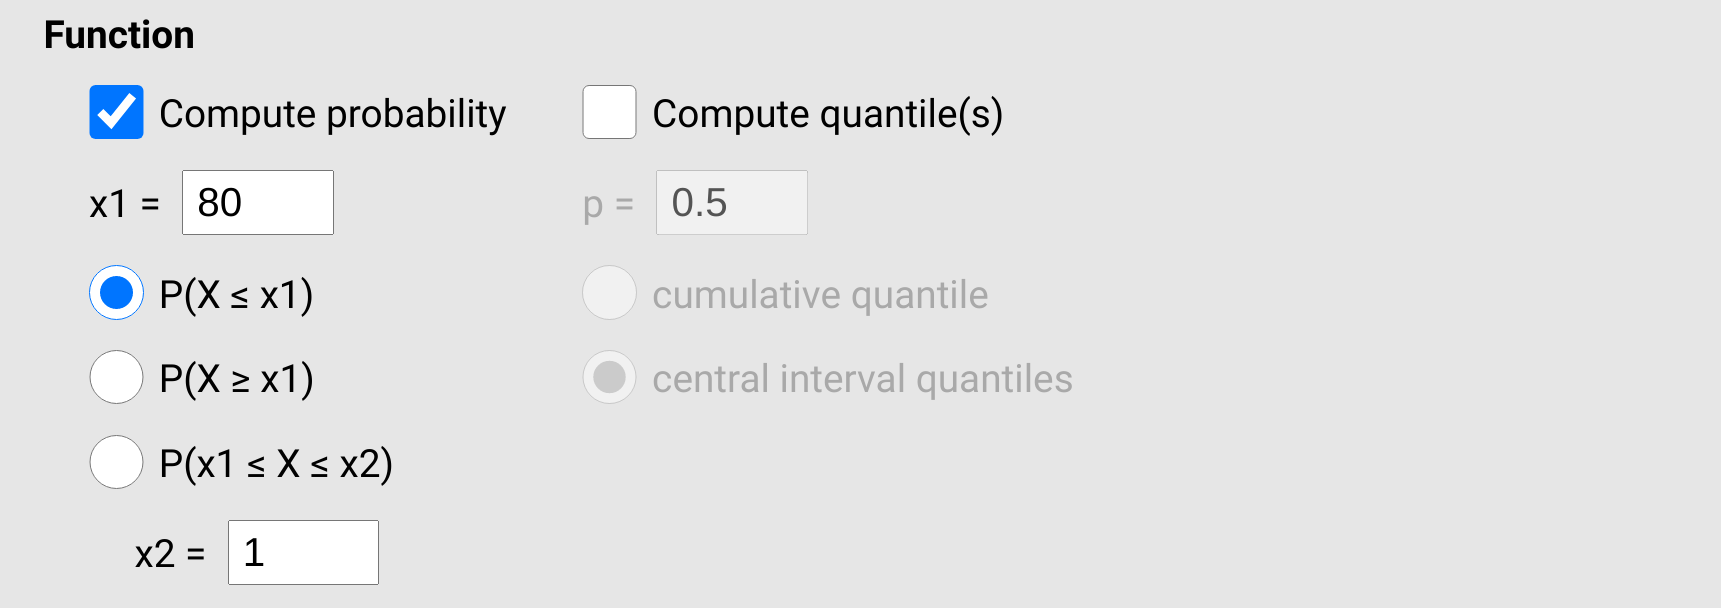 Function
Compute probability Compute quantile(s)
x1 = 80 p = 0.5
P(X ≤ x1) cumulative quantile
P(X ≥ x1) central interval quantiles
P(x1 ≤ X ≤ x2)
x2 = 1